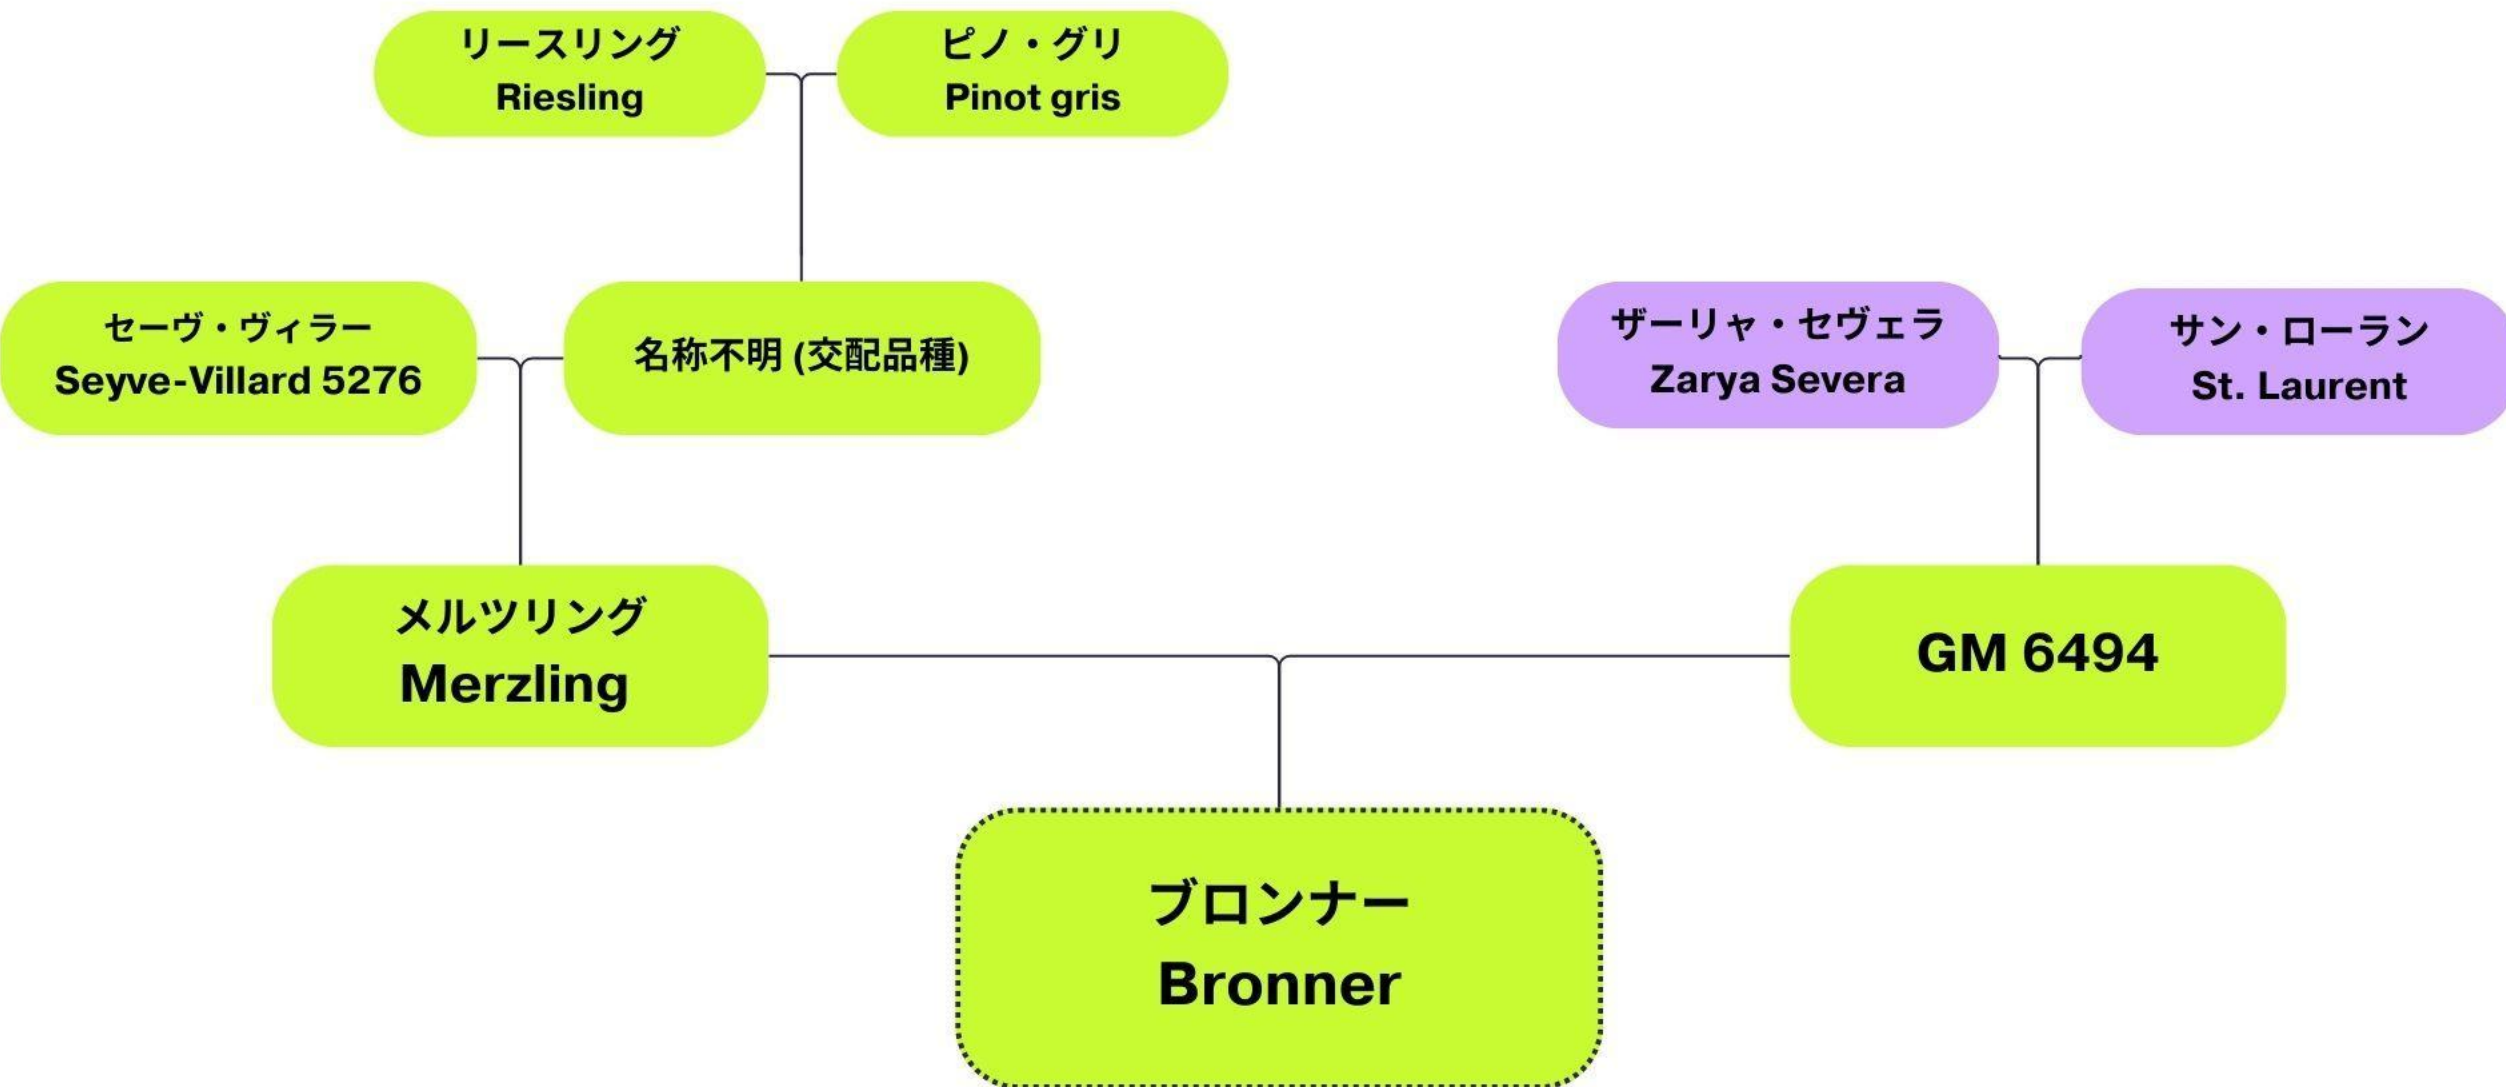 リースリング
Riesling
ピノ・グリ
Pinot gris
セーヴ・ヴィラー
Seyve-Villard 5276
名称不明 (交配品種)
ザーリャ・セヴェラ
Zarya Severa
サン・ローラン
St. Laurent
メルツリング
Merzling
GM 6494
ブロンナー
Bronner